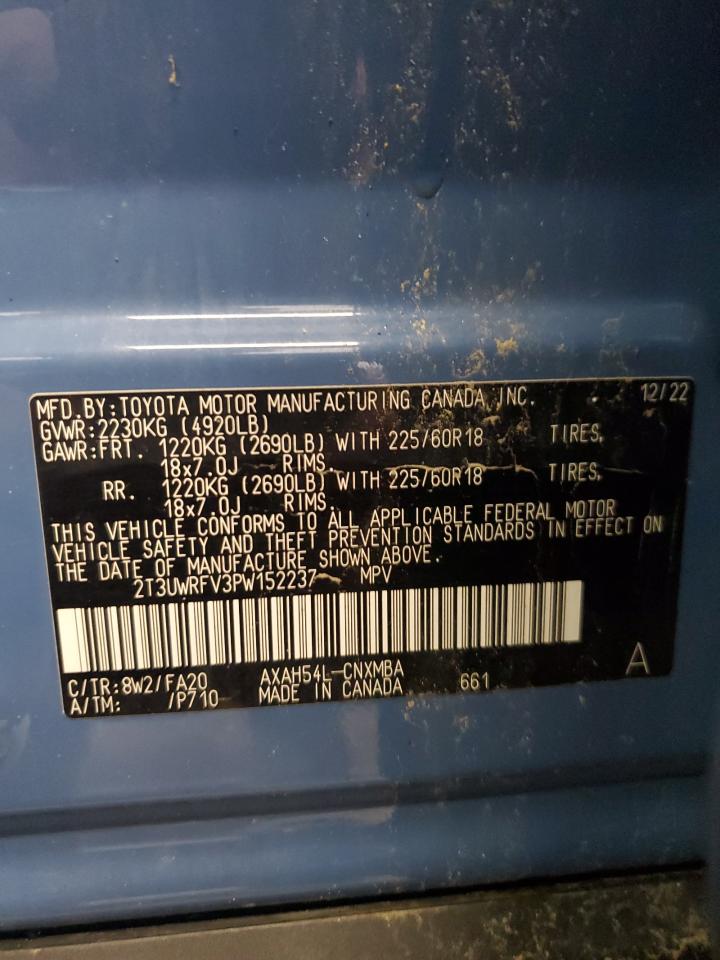 MFD.BY:TOYOTA MOTOR MANUFACTURING CANADA INC. 12/22
GVWR:2230KG (4920LB)
GAWR:FRT. 1220KG (2690LB) WITH 225/60R18 TIRES,
18x7.0J RIMS,
RR. 1220KG (2690LB) WITH 225/60R18 TIRES,
18x7.0J RIMS,
THIS VEHICLE CONFORMS TO ALL APPLICABLE FEDERAL MOTOR
VEHICLE SAFETY AND THEFT PREVENTION STANDARDS IN EFFECT ON
THE DATE OF MANUFACTURE SHOWN ABOVE.
2T3UWRFV3PW152237 MPV
C/TR:8W2/FA20 AXAH54L-CNXMBA A
A/TM: /P710 MADE IN CANADA 661